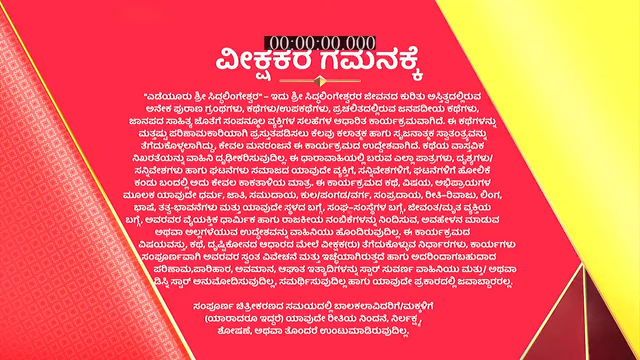 00:00:00.000
ವೀಕ್ಷಕರ ಗಮನಕ್ಕೆ
"ಎಡೆಯೂರು ಶ್ರೀ ಸಿದ್ಧಲಿಂಗೇಶ್ವರ" – ಇದು ಶ್ರೀ ಸಿದ್ಧಲಿಂಗೇಶ್ವರರ ಜೀವನದ ಕುರಿತು ಅಸ್ತಿತ್ವದಲ್ಲಿರುವ
ಅನೇಕ ಪುರಾಣ ಗ್ರಂಥಗಳು, ಕಥೆಗಳು/ಉಪಕಥೆಗಳು, ಪ್ರಚಲಿತದಲ್ಲಿರುವ ಜನಪದೀಯ ಕಥೆಗಳು,
ಜಾನಪದ ಸಾಹಿತ್ಯ ಜೊತೆಗೆ ಸಂಪನ್ಮೂಲ ವ್ಯಕ್ತಿಗಳ ಸಲಹೆಗಳ ಆಧಾರಿತ ಕಾರ್ಯಕ್ರಮವಾಗಿದೆ. ಈ ಕಥೆಗಳನ್ನು
ಮತ್ತಷ್ಟು ಪರಿಣಾಮಕಾರಿಯಾಗಿ ಪ್ರಸ್ತುತಪಡಿಸಲು ಕೆಲವು ಕಲಾತ್ಮಕ ಹಾಗು ಸೃಜನಾತ್ಮಕ ಸ್ವಾತಂತ್ರ್ಯವನ್ನು
ತೆಗೆದುಕೊಳ್ಳಲಾಗಿದ್ದು, ಕೇವಲ ಮನರಂಜನೆ ಈ ಕಾರ್ಯಕ್ರಮದ ಉದ್ದೇಶವಾಗಿದೆ. ಕಥೆಯ ವಾಸ್ತವಿಕ
ನಿಖರತೆಯನ್ನು ವಾಹಿನಿ ದೃಢೀಕರಿಸುವುದಿಲ್ಲ. ಈ ಧಾರಾವಾಹಿಯಲ್ಲಿ ಬರುವ ಎಲ್ಲಾ ಪಾತ್ರಗಳು, ದೃಶ್ಯಗಳು/
ಸನ್ನಿವೇಶಗಳು ಹಾಗು ಘಟನೆಗಳು ಸಮಾಜದ ಯಾವುದೇ ವ್ಯಕ್ತಿಗೆ, ಸನ್ನಿವೇಶಗಳಿಗೆ, ಘಟನೆಗಳಿಗೆ ಹೋಲಿಕೆ
ಕಂಡು ಬಂದಲ್ಲಿ ಅದು ಕೇವಲ ಕಾಕತಾಳಿಯ ಮಾತ್ರ. ಈ ಕಾರ್ಯಕ್ರಮದ ಕಥೆ, ವಿಷಯ, ಅಭಿಪ್ರಾಯಗಳ
ಮೂಲಕ ಯಾವುದೇ ಧರ್ಮ, ಜಾತಿ, ಸಮುದಾಯ, ಕುಲ/ಪಂಗಡ/ವರ್ಗ, ಸಂಪ್ರದಾಯ, ರೀತಿ–ರಿವಾಜು, ಲಿಂಗ,
ಭಾಷೆ, ತತ್ವ-ಭಾವನೆಗಳು ಮತ್ತು ಯಾವುದೇ ಸ್ಥಳದ ಬಗ್ಗೆ, ಸಂಘ–ಸಂಸ್ಥೆಗಳ ಬಗ್ಗೆ, ಜೀವಂತ/ಮೃತ ವ್ಯಕ್ತಿಯ
ಬಗ್ಗೆ, ಅವರವರ ವೈಯಕ್ತಿಕ ಧಾರ್ಮಿಕ ಹಾಗು ರಾಜಕೀಯ ನಂಬಿಕೆಗಳನ್ನು ನಿಂದಿಸುವ, ಅವಹೇಳನ ಮಾಡುವ
ಅಥವಾ ಅಲ್ಲಗಳೆಯುವ ಉದ್ದೇಶವನ್ನು ವಾಹಿನಿಯು ಹೊಂದಿರುವುದಿಲ್ಲ. ಈ ಕಾರ್ಯಕ್ರಮದ
ವಿಷಯವಸ್ತು, ಕಥೆ, ದೃಷ್ಟಿಕೋನದ ಆಧಾರದ ಮೇಲೆ ವೀಕ್ಷಕ(ರು) ತೆಗೆದುಕೊಳ್ಳುವ ನಿರ್ಧಾರಗಳು, ಕಾರ್ಯಗಳು
ಸಂಪೂರ್ಣವಾಗಿ ಅವರವರ ಸ್ವಂತ ವಿವೇಚನೆ ಮತ್ತು ಇಚ್ಛೆಯಾಗಿರುತ್ತದೆ ಹಾಗು ಅದರಿಂದಾಗಬಹುದಾದ
ಪರಿಣಾಮ,ಪಾರಿಹಾರ, ಅವಮಾನ, ಆಘಾತ ಇತ್ಯಾದಿಗಳನ್ನು ಸ್ಟಾರ್ ಸುವರ್ಣ ವಾಹಿನಿಯು ಮತ್ತು/ ಅಥವಾ
ಡಿಸ್ನಿ ಸ್ಟಾರ್ ಅನುಮೋದಿಸುವುದಿಲ್ಲ, ಸಮರ್ಥಿಸುವುದಿಲ್ಲ ಹಾಗು ಯಾವುದೇ ಪ್ರಕಾರದಲ್ಲಿ ಜವಾಬ್ದಾರರಲ್ಲ.
ಸಂಪೂರ್ಣ ಚಿತ್ರೀಕರಣದ ಸಮಯದಲ್ಲಿ ಬಾಲಕಲಾವಿದರಿಗೆ/ಮಕ್ಕಳಿಗೆ
(ಯಾರಾದರೂ ಇದ್ದರೆ) ಯಾವುದೇ ರೀತಿಯ ನಿಂದನೆ, ನಿರ್ಲಕ್ಷ್ಯ,
ಶೋಷಣೆ, ಅಥವಾ ತೊಂದರೆ ಉಂಟುಮಾಡಿರುವುದಿಲ್ಲ.